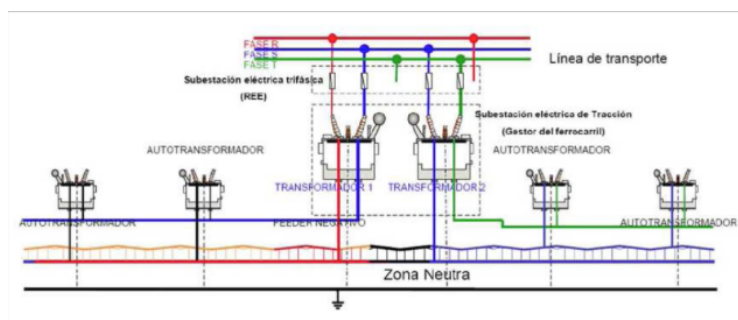 FASE R
FASE S
FASE T
Línea de transporte
Subestación eléctrica trifásica
(REE)
Subestación eléctrica de Tracción
(Gestor del ferrocarril)
AUTOTRANSFORMADOR
AUTOTRANSFORMADOR
TRANSFORMADOR 1
TRANSFORMADOR 2
AUTOTRANSFORMADOR
FEEDER NEGATIVO
AUTOTRANSFORMADOR
Zona Neutra